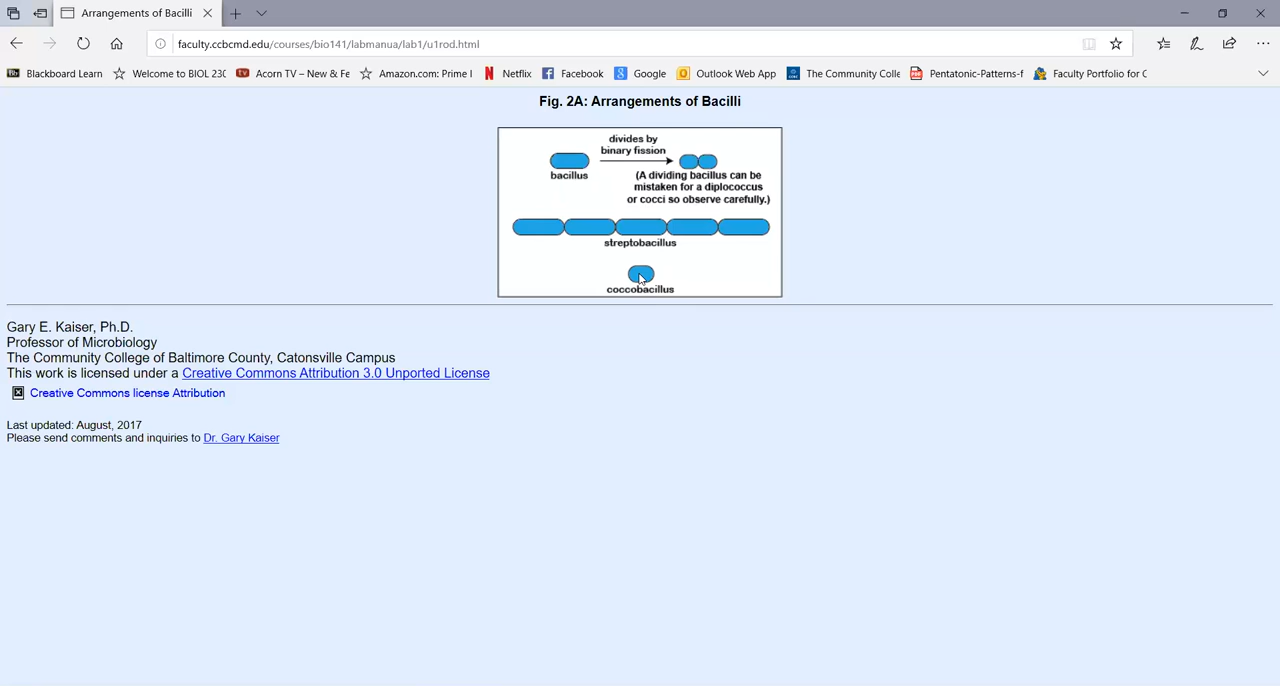 Arrangements of Bacilli
faculty.ccbcmd.edu/courses/bio141/labmanua/lab1/u1rod.html
Blackboard Learn
Welcome to BIOL 230
Acorn TV – New & Fe
Amazon.com: Prime I
Netflix
Facebook
Google
Outlook Web App
The Community Colle
Pentatonic-Patterns-f
Faculty Portfolio for C
Fig. 2A: Arrangements of Bacilli
divides by
binary fission
bacillus
(A dividing bacillus can be
mistaken for a diplococcus
or cocci so observe carefully.)
streptobacillus
coccobacillus
Gary E. Kaiser, Ph.D.
Professor of Microbiology
The Community College of Baltimore County, Catonsville Campus
This work is licensed under a Creative Commons Attribution 3.0 Unported License
Creative Commons license Attribution
Last updated: August, 2017
Please send comments and inquiries to Dr. Gary Kaiser